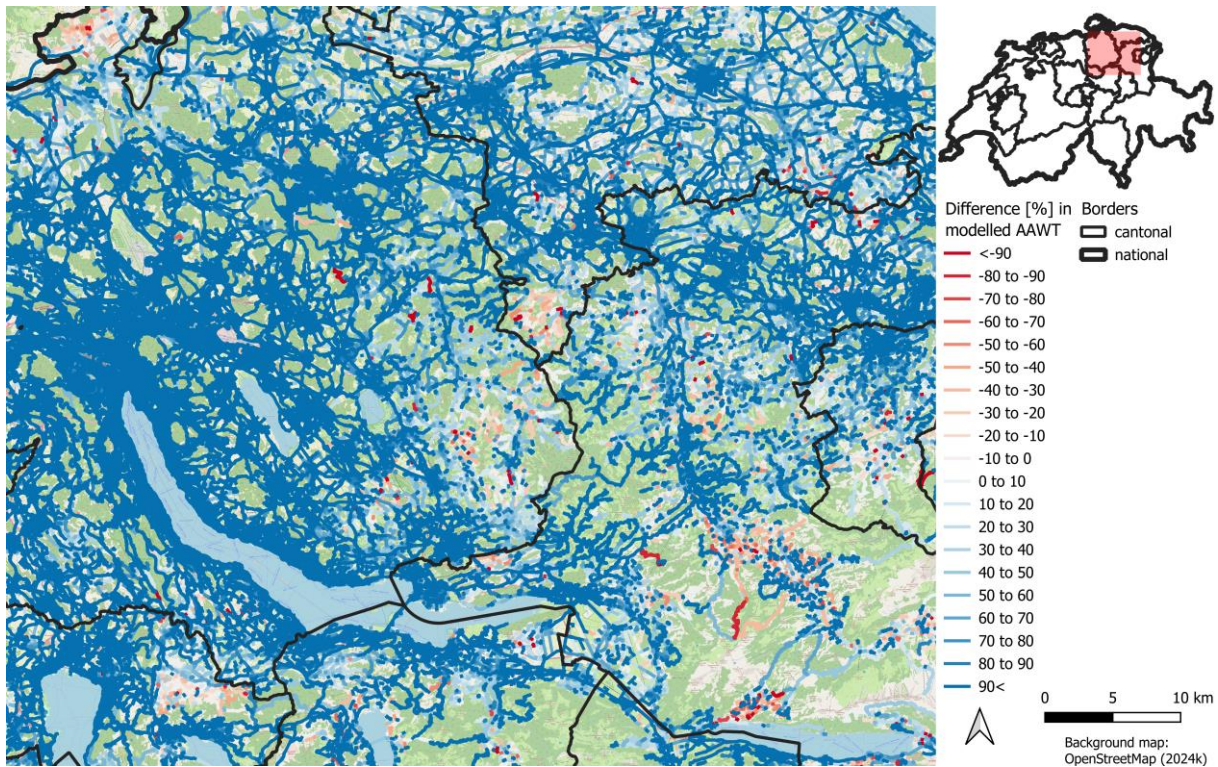 Difference [%] in
modelled AAWT
<-90
-80 to -90
-70 to -80
-60 to -70
-50 to -60
-50 to -40
-40 to -30
-30 to -20
-20 to -10
-10 to 0
0 to 10
10 to 20
20 to 30
30 to 40
40 to 50
50 to 60
60 to 70
70 to 80
80 to 90
90<
Borders
cantonal
national
0 5 10 km
Background map:
OpenStreetMap (2024k)